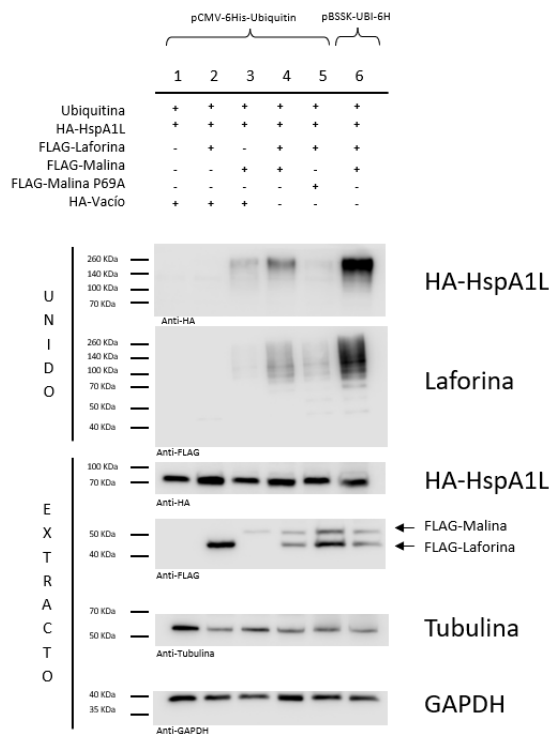 pCMV-6His-Ubiquitin pBSSK-UBI-6H
1 2 3 4 5 6
Ubiquitina + + + + + +
HA-HspA1L + + + + + +
FLAG-Laforina - + - + + +
FLAG-Malina - - + + - +
FLAG-Malina P69A - - - - + -
HA-Vacío + + + - - -
UNIDO
260 KDa
140 KDa
100 KDa
70 KDa
HA-HspA1L
Anti-HA
260 KDa
140 KDa
100 KDa
70 KDa
50 KDa
40 KDa
Laforina
Anti-FLAG
EXTRACTO
100 KDa
70 KDa
HA-HspA1L
Anti-HA
50 KDa
40 KDa
FLAG-Malina
FLAG-Laforina
Anti-FLAG
70 KDa
50 KDa
Tubulina
Anti-Tubulina
40 KDa
35 KDa
GAPDH
Anti-GAPDH